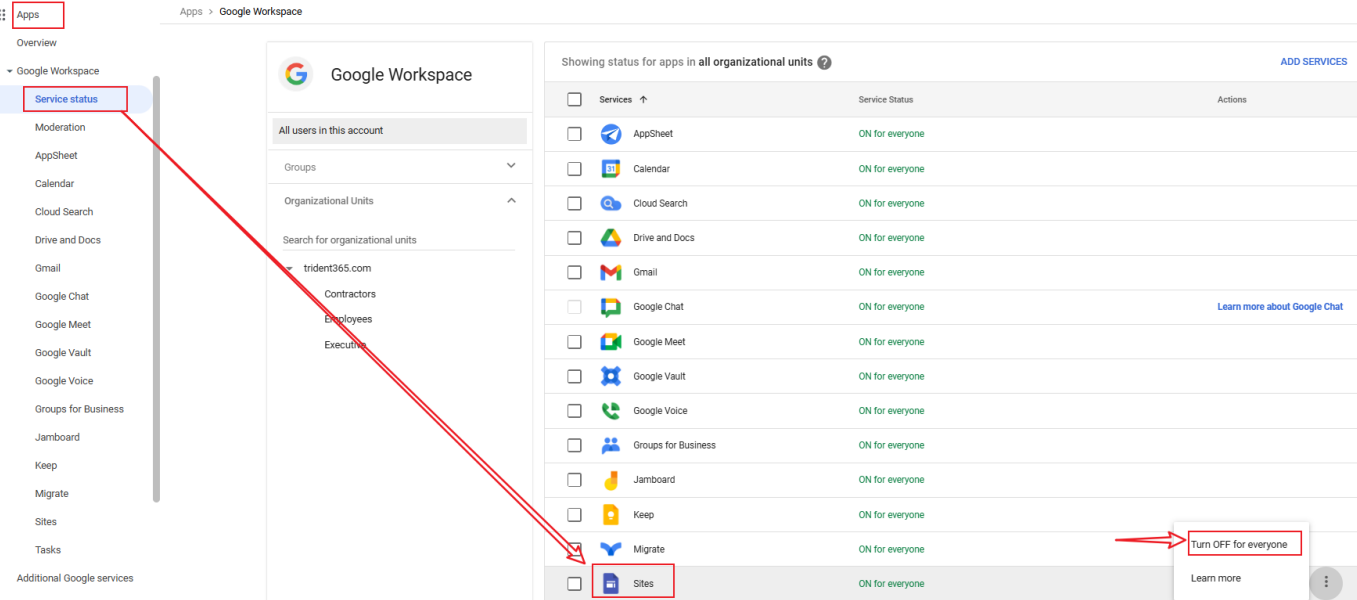 Apps
Overview
Google Workspace
Service status
Moderation
AppSheet
Calendar
Cloud Search
Drive and Docs
Gmail
Google Chat
Google Meet
Google Vault
Google Voice
Groups for Business
Jamboard
Keep
Migrate
Sites
Tasks
Additional Google services
Apps > Google Workspace
Google Workspace
All users in this account
Groups
Organizational Units
Search for organizational units
trident365.com
Contractors
Employees
Executive
Showing status for apps in all organizational units ?
ADD SERVICES
Services ↑ Service Status Actions
AppSheet ON for everyone
31 Calendar ON for everyone
Cloud Search ON for everyone
Drive and Docs ON for everyone
Gmail ON for everyone
Google Chat ON for everyone Learn more about Google Chat
Google Meet ON for everyone
Google Vault ON for everyone
Google Voice ON for everyone
Groups for Business ON for everyone
Jamboard ON for everyone
Keep ON for everyone
Migrate ON for everyone
Sites ON for everyone
Turn OFF for everyone
Learn more